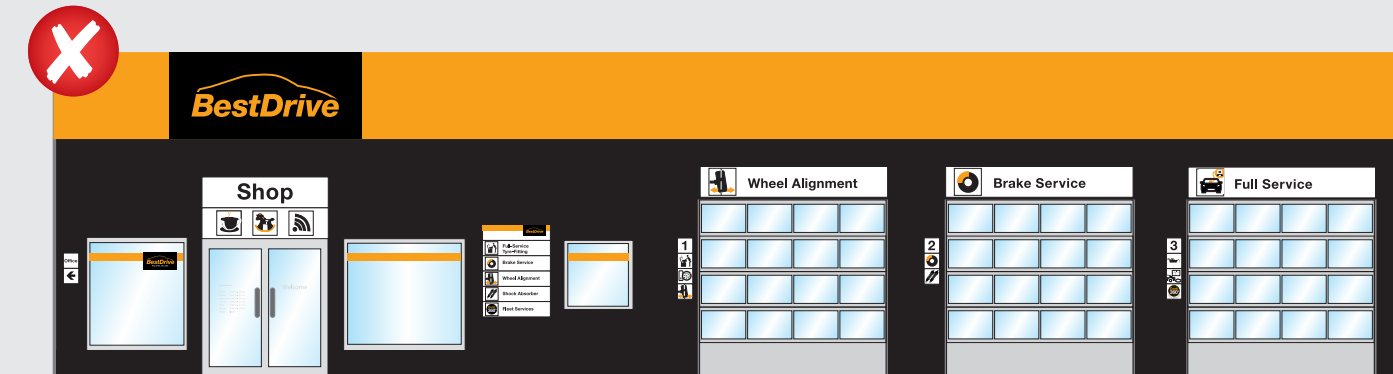 BestDrive
Shop
Office
BestDrive
Welcome
BestDrive
Full-Service
Tyre-Fitting
Brake Service
Wheel Alignment
Shock Absorber
Fleet Services
1
Wheel Alignment
2
Brake Service
3
Full Service